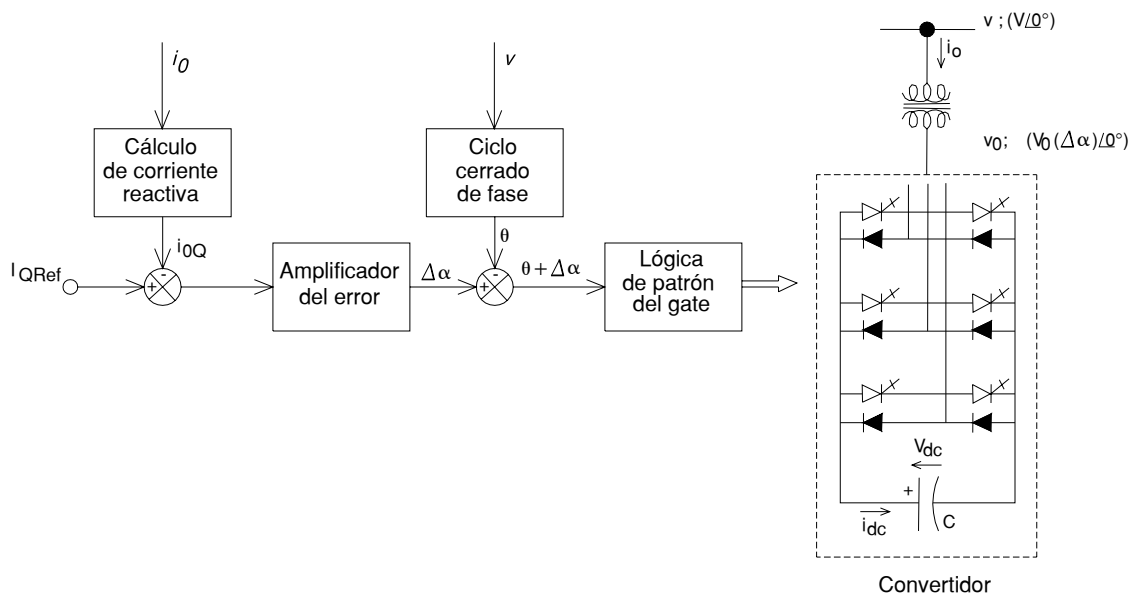 i0
v
v ; (V/0°)
io
Cálculo
de corriente
reactiva
Ciclo
cerrado
de fase
v0; (V0(Δα)/0°)
i0Q
θ
-
-
IQRef
+
Amplificador
del error
Δα
+
θ + Δα
Lógica
de patrón
del gate
Vdc
+
idc
C
Convertidor